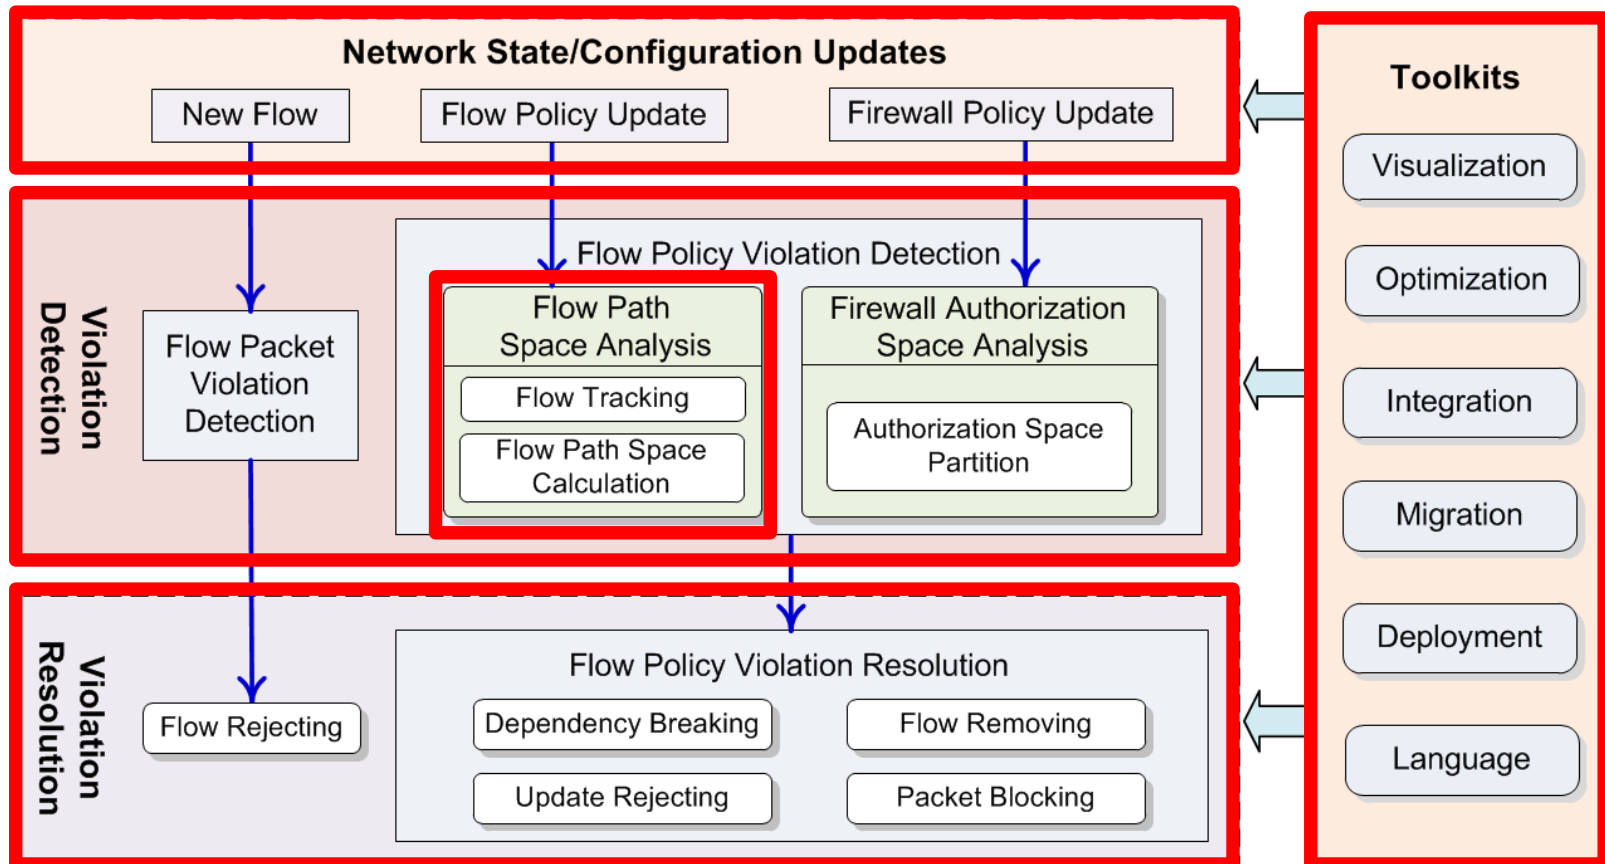 Network State/Configuration Updates
New Flow
Flow Policy Update
Firewall Policy Update
Violation
Detection
Flow Policy Violation Detection
Flow Packet
Violation
Detection
Flow Path
Space Analysis
Flow Tracking
Flow Path Space
Calculation
Firewall Authorization
Space Analysis
Authorization Space
Partition
Violation
Resolution
Flow Rejecting
Flow Policy Violation Resolution
Dependency Breaking
Flow Removing
Update Rejecting
Packet Blocking
Toolkits
Visualization
Optimization
Integration
Migration
Deployment
Language